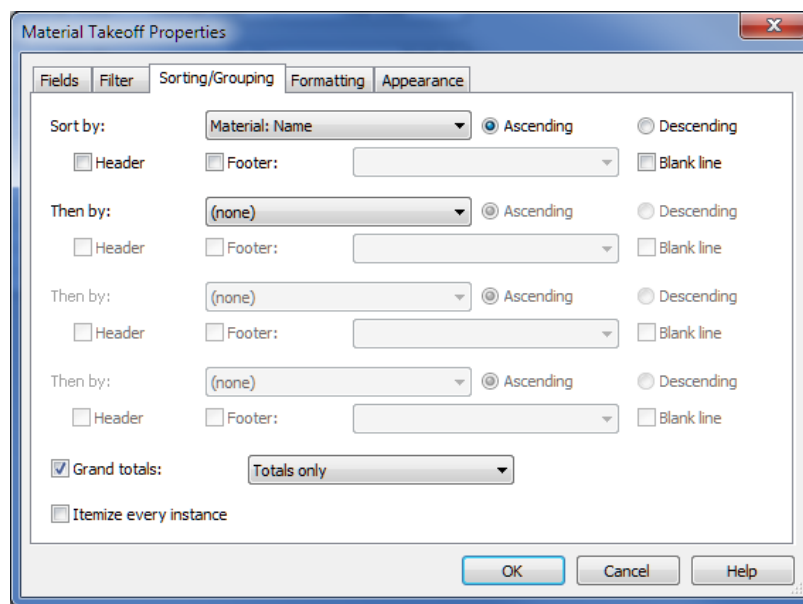 Material Takeoff Properties
Fields Filter Sorting/Grouping Formatting Appearance
Sort by: Material: Name Ascending Descending
Header Footer: Blank line
Then by: (none) Ascending Descending
Header Footer: Blank line
Then by: (none) Ascending Descending
Header Footer: Blank line
Then by: (none) Ascending Descending
Header Footer: Blank line
Grand totals: Totals only
Itemize every instance
OK Cancel Help